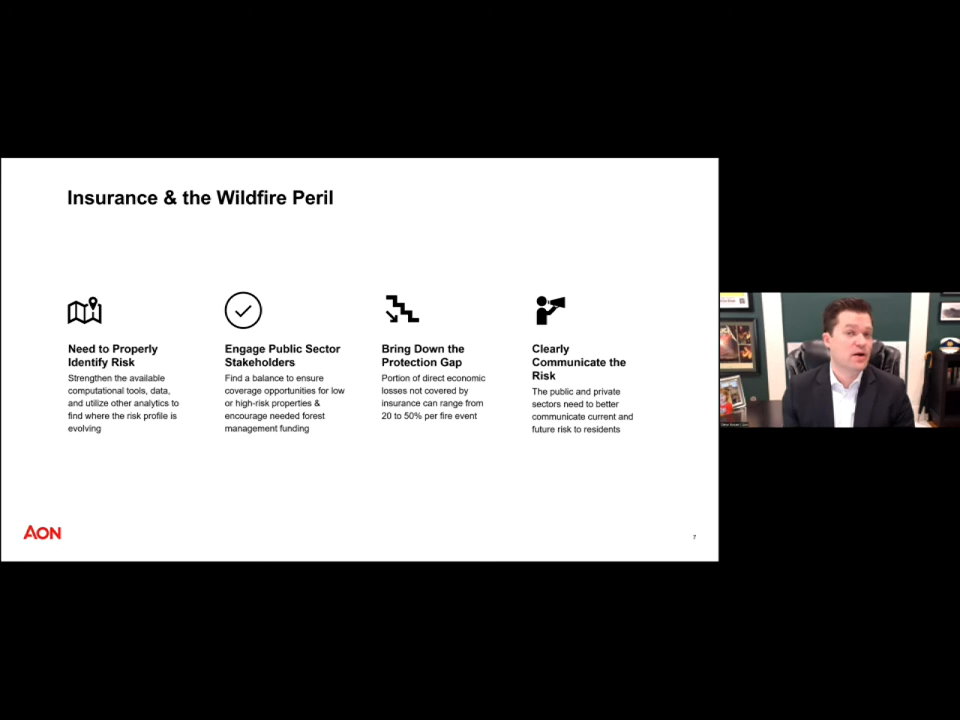 Insurance & the Wildfire Peril
Need to Properly
Identify Risk
Strengthen the available
computational tools, data,
and utilize other analytics to
find where the risk profile is
evolving
Engage Public Sector
Stakeholders
Find a balance to ensure
coverage opportunities for low
or high-risk properties &
encourage needed forest
management funding
Bring Down the
Protection Gap
Portion of direct economic
losses not covered by
insurance can range from
20 to 50% per fire event
Clearly
Communicate the
Risk
The public and private
sectors need to better
communicate current and
future risk to residents
AON
7